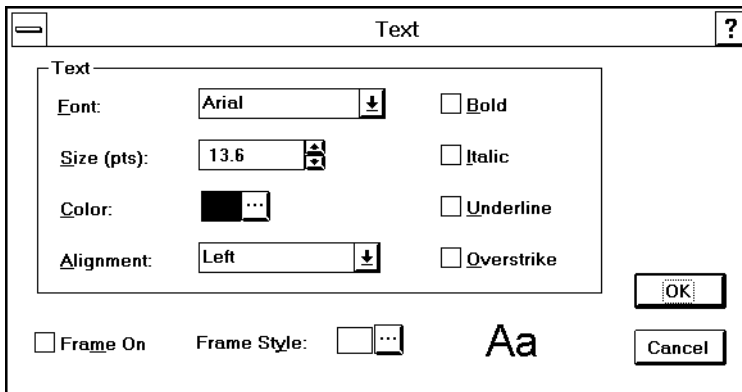 Text
?
Text
Font: Arial Bold
Size (pts): 13.6 Italic
Color: ... Underline
Alignment: Left Overstrike
OK
Frame On Frame Style: ... Aa
Cancel